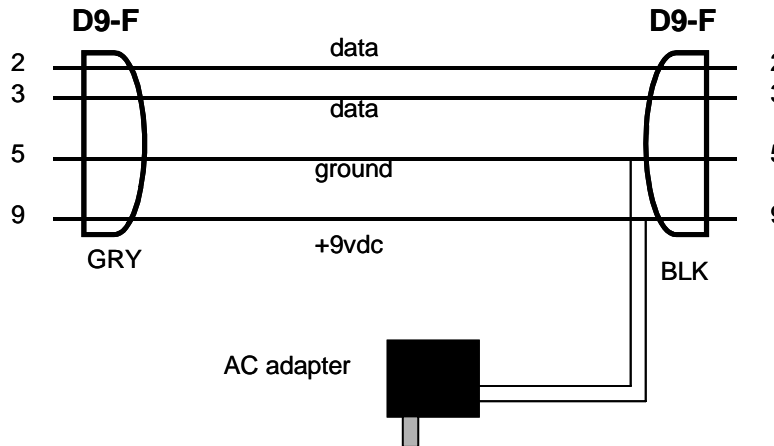 D9-F D9-F
data
2 2
3 3
data
5 5
ground
9 9
+9vdc
GRY
BLK
AC adapter